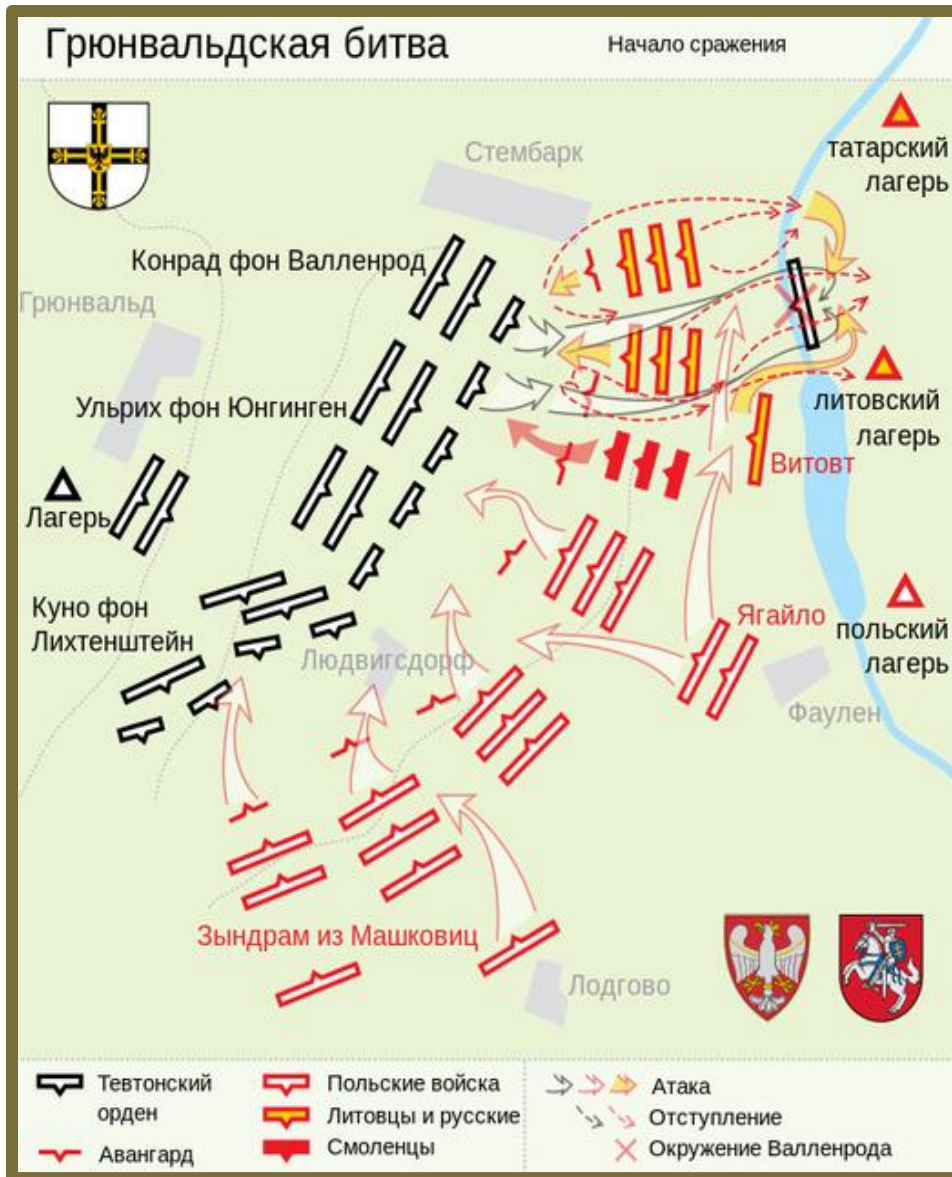 Грюнвальдская битва
Начало сражения
татарский
лагерь
Стембарк
Конрад фон Валленрод
Грюнвальд
Ульрих фон Юнгинген
литовский
лагерь
Витовт
Лагерь
Куно фон
Лихтенштейн
Людвигсдорф
Ягайло
польский
лагерь
Фаулен
Зындрам из Машковиц
Лодгово
Тевтонский
орден
Авангард
Польские войска
Литовцы и русские
Смоленцы
Атака
Отступление
Окружение Валленрода